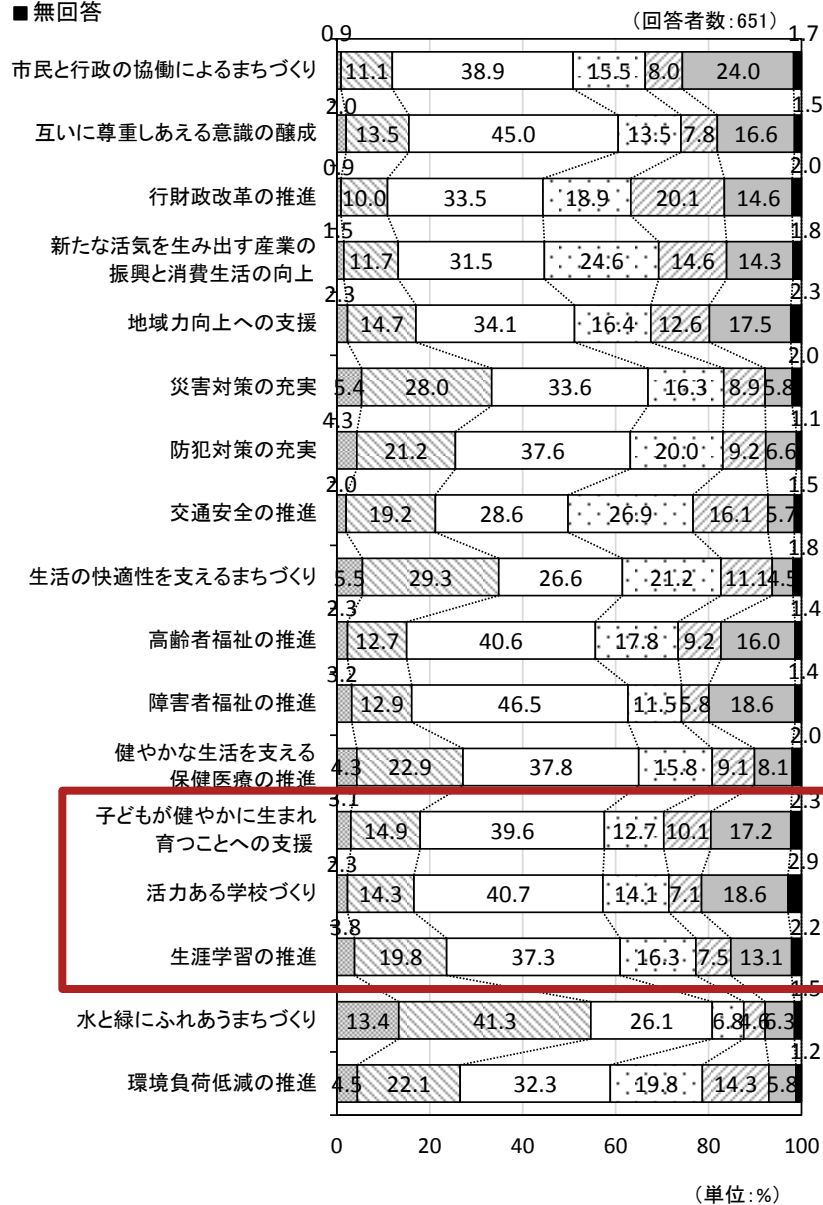 ■無回答
（回答者数：651）
0.9 1.7
市民と行政の協働によるまちづくり 11.1 38.9 15.5 8.0 24.0
2.0 1.5
互いに尊重しあえる意識の醸成 13.5 45.0 13.5 7.8 16.6
0.9 2.0
行財政改革の推進 10.0 33.5 18.9 20.1 14.6
1.5 1.8
新たな活気を生み出す産業の
振興と消費生活の向上 11.7 31.5 24.6 14.6 14.3
2.3 2.3
地域力向上への支援 14.7 34.1 16.4 12.6 17.5
2.0
災害対策の充実 5.4 28.0 33.6 16.3 8.9 5.8
4.3 1.1
防犯対策の充実 21.2 37.6 20.0 9.2 6.6
2.0 1.5
交通安全の推進 19.2 28.6 26.9 16.1 5.7
1.8
生活の快適性を支えるまちづくり 5.5 29.3 26.6 21.2 11.1 4.5
2.3 1.4
高齢者福祉の推進 12.7 40.6 17.8 9.2 16.0
3.2 1.4
障害者福祉の推進 12.9 46.5 11.5 5.8 18.6
2.0
健やかな生活を支える
保健医療の推進 4.3 22.9 37.8 15.8 9.1 8.1
3.1 2.3
子どもが健やかに生まれ
育つことへの支援 14.9 39.6 12.7 10.1 17.2
2.3 2.9
活力ある学校づくり 14.3 40.7 14.1 7.1 18.6
3.8 2.2
生涯学習の推進 19.8 37.3 16.3 7.5 13.1
1.5
水と緑にふれあうまちづくり 13.4 41.3 26.1 6.8 4.6 6.3
1.2
環境負荷低減の推進 4.5 22.1 32.3 19.8 14.3 5.8
0 20 40 60 80 100
（単位：%）